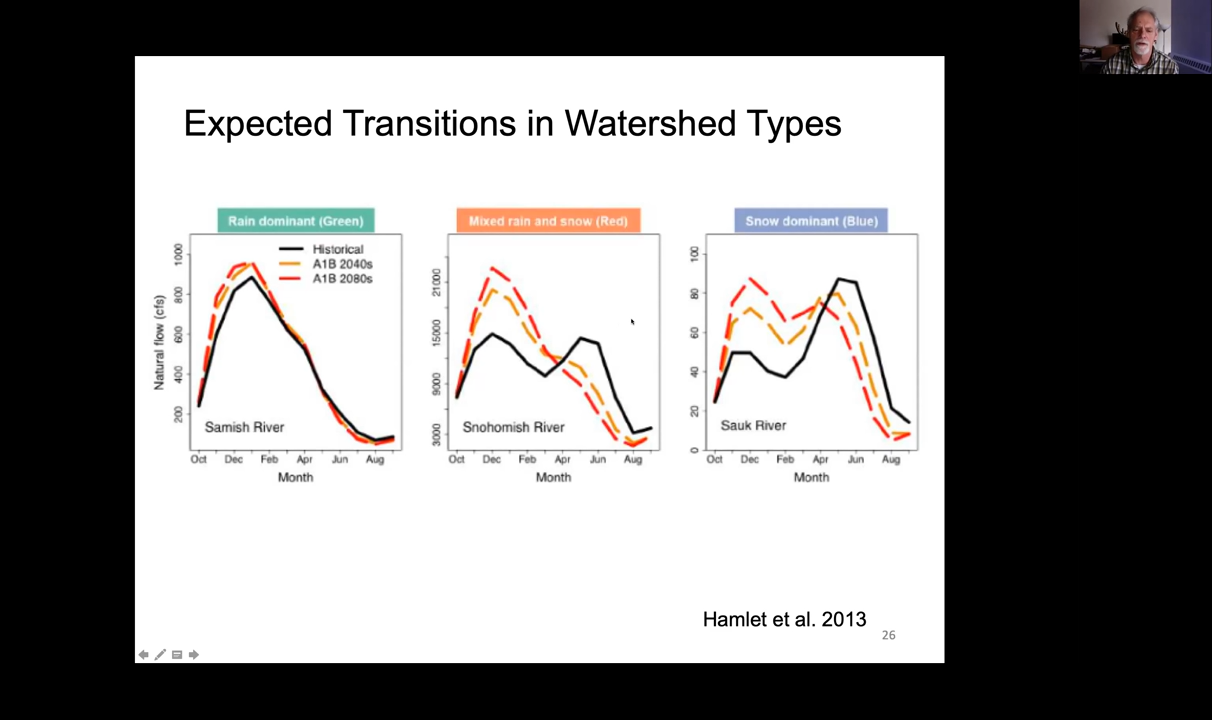 Expected Transitions in Watershed Types
Rain dominant (Green)
Mixed rain and snow (Red)
Snow dominant (Blue)
Natural flow (cfs)
1000
800
600
400
200
Historical
A1B 2040s
A1B 2080s
Samish River
Oct Dec Feb Apr Jun Aug
Month
21000
15000
9000
3000
Snohomish River
Oct Dec Feb Apr Jun Aug
Month
100
80
60
40
20
0
Sauk River
Oct Dec Feb Apr Jun Aug
Month
Hamlet et al. 2013
26